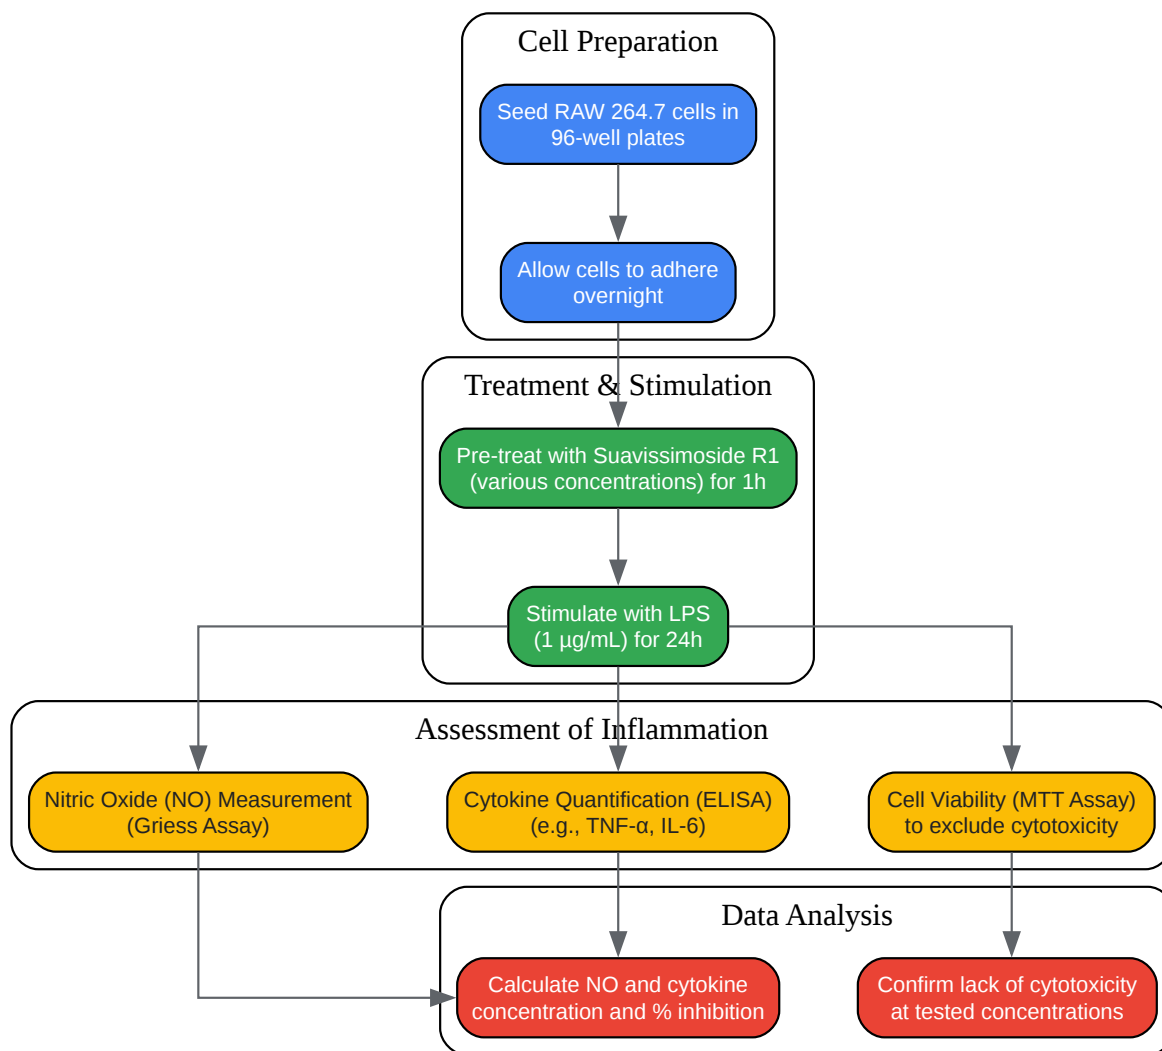 Cell Preparation
Seed RAW 264.7 cells in
96-well plates
Allow cells to adhere
overnight
Treatment & Stimulation
Pre-treat with Suavissimoside R1
(various concentrations) for 1h
Stimulate with LPS
(1 µg/mL) for 24h
Assessment of Inflammation
Nitric Oxide (NO) Measurement
(Griess Assay)
Cytokine Quantification (ELISA)
(e.g., TNF-α, IL-6)
Cell Viability (MTT Assay)
to exclude cytotoxicity
Data Analysis
Calculate NO and cytokine
concentration and % inhibition
Confirm lack of cytotoxicity
at tested concentrations